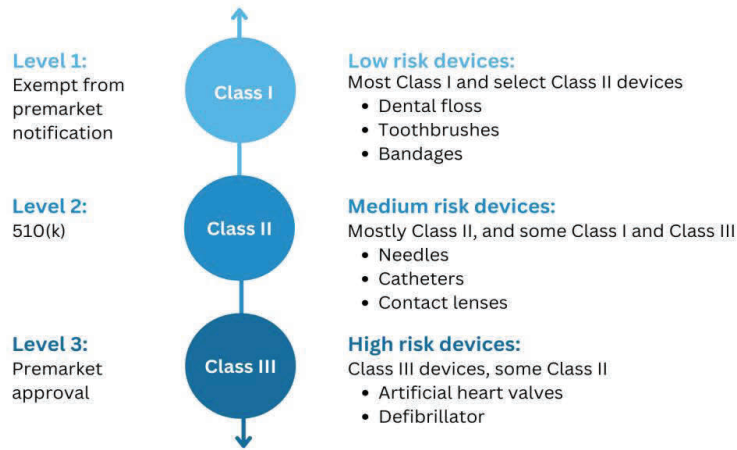 Level 1:
Exempt from
premarket
notification
Class I
Low risk devices:
Most Class I and select Class II devices
• Dental floss
• Toothbrushes
• Bandages
Level 2:
510(k)
Class II
Medium risk devices:
Mostly Class II, and some Class I and Class III
• Needles
• Catheters
• Contact lenses
Level 3:
Premarket
approval
Class III
High risk devices:
Class III devices, some Class II
• Artificial heart valves
• Defibrillator